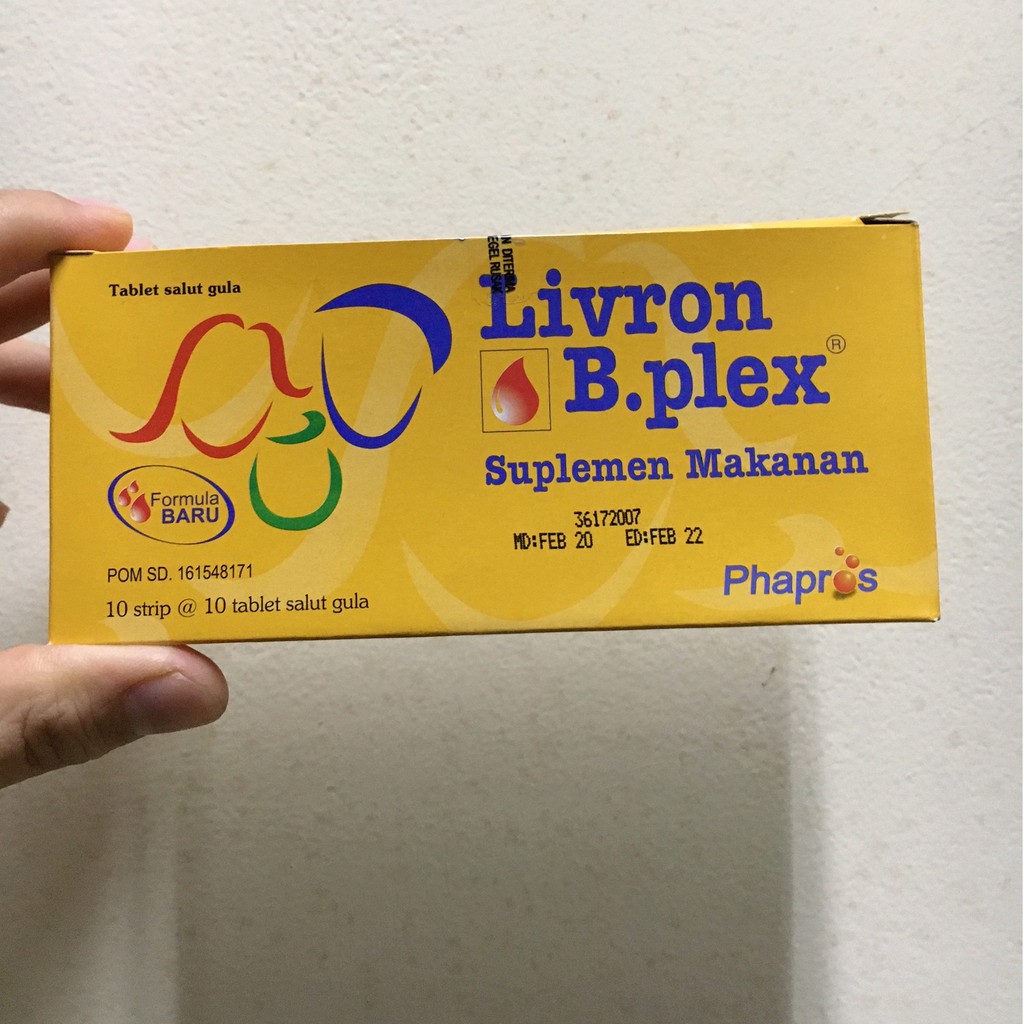 Tablet salut gula
Livron
B.plex®
Suplemen Makanan
36172007
MD:FEB 20 ED:FEB 22
Formula
BARU
POM SD. 161548171
10 strip @ 10 tablet salut gula
Phapros